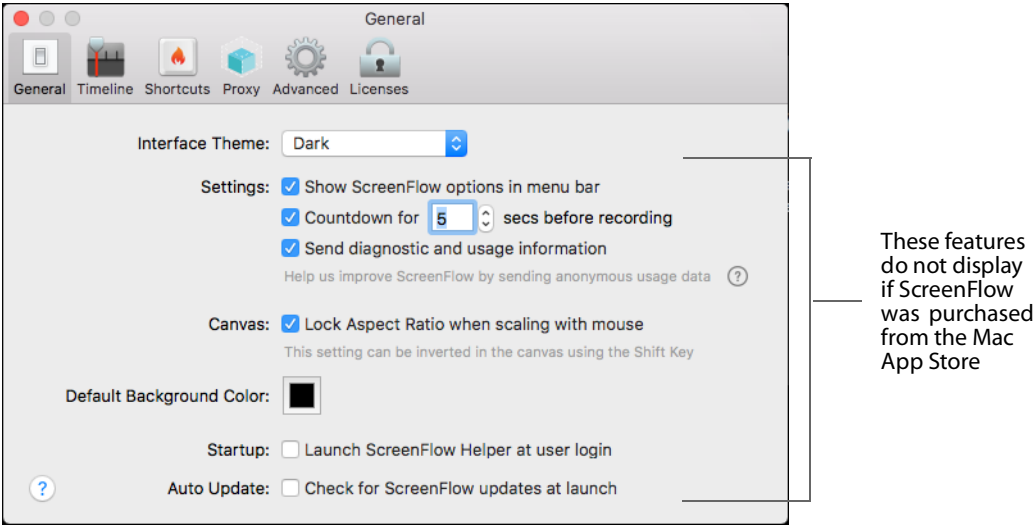 General
General Timeline Shortcuts Proxy Advanced Licenses
Interface Theme: Dark
Settings: Show ScreenFlow options in menu bar
Countdown for 5 secs before recording
Send diagnostic and usage information
Help us improve ScreenFlow by sending anonymous usage data ?
Canvas: Lock Aspect Ratio when scaling with mouse
This setting can be inverted in the canvas using the Shift Key
Default Background Color:
Startup: Launch ScreenFlow Helper at user login
? Auto Update: Check for ScreenFlow updates at launch
These features
do not display
if ScreenFlow
was purchased
from the Mac
App Store